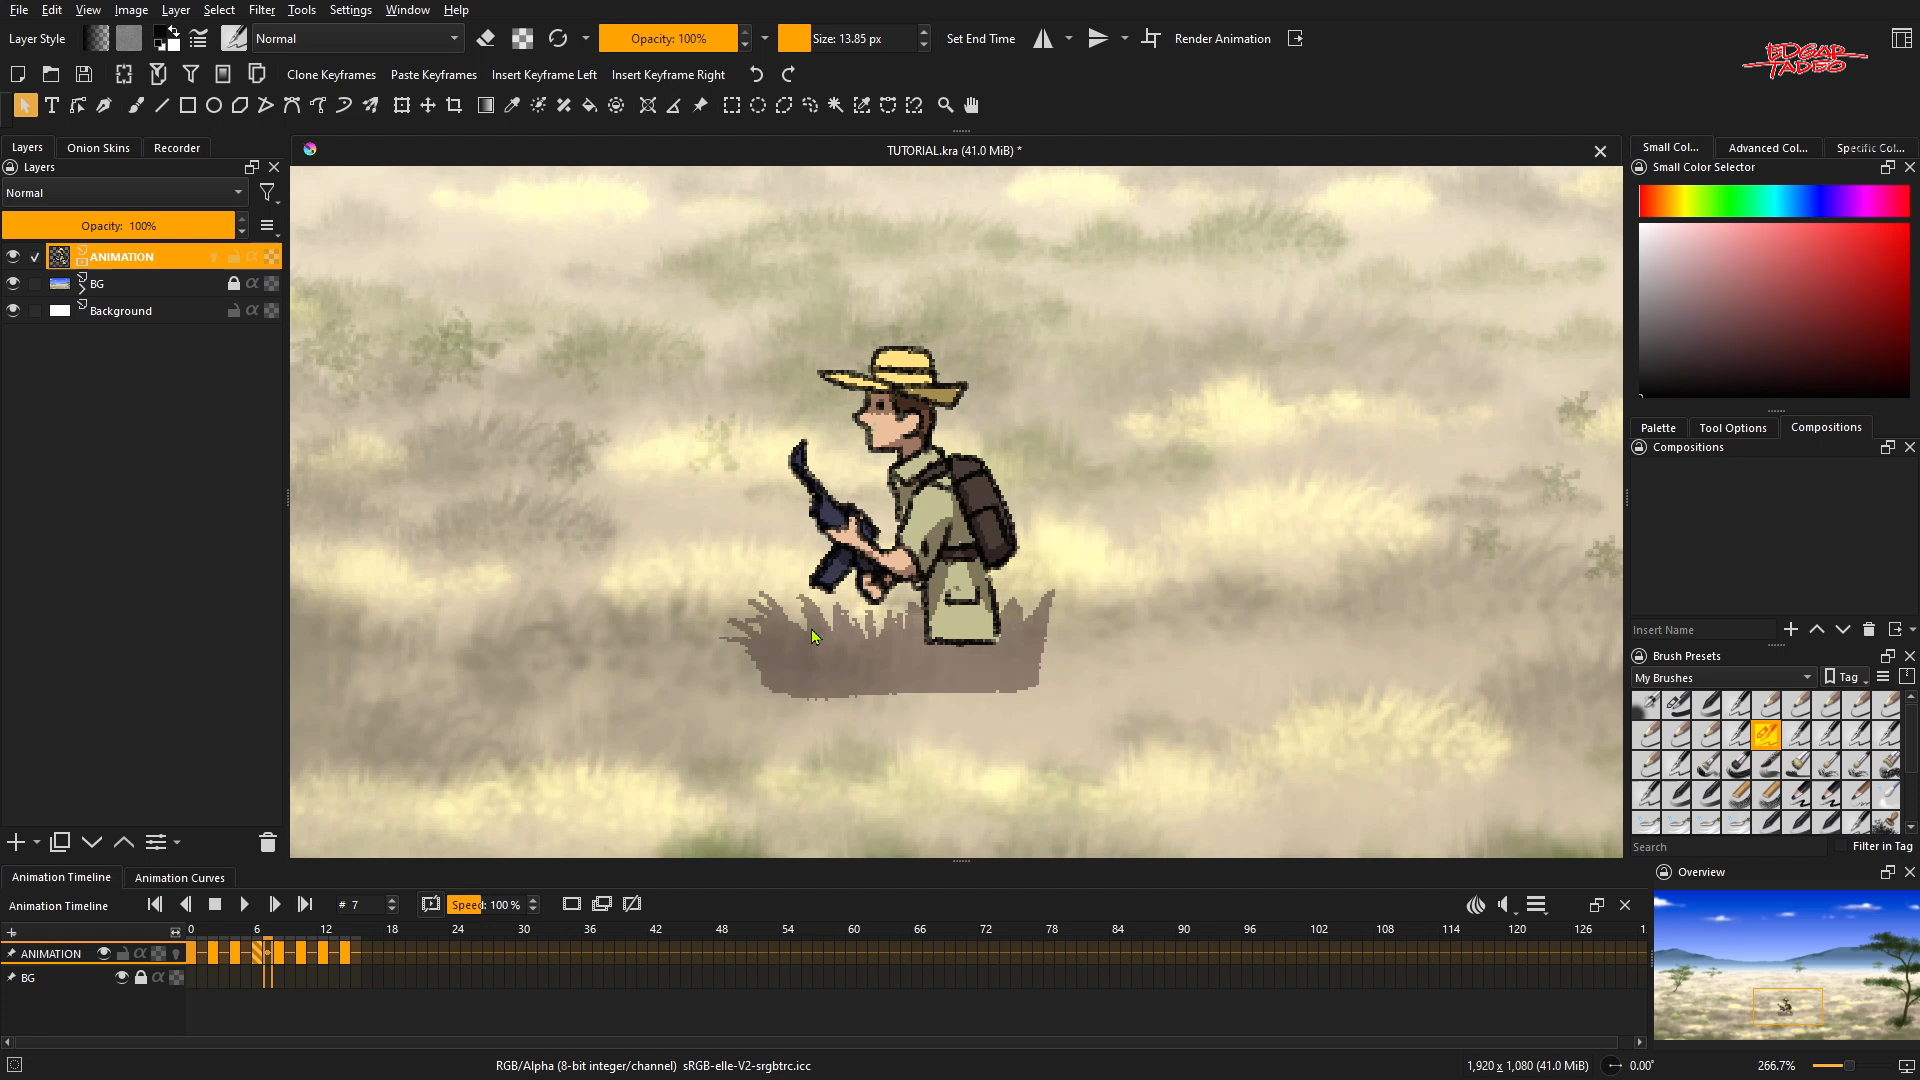 File Edit View Image Layer Select Filter Tools Settings Window Help
Layer Style Normal Opacity: 100% Size: 13.85 px Set End Time Render Animation
EDGAR
TADEO
Clone Keyframes Paste Keyframes Insert Keyframe Left Insert Keyframe Right
Layers Onion Skins Recorder
TUTORIAL.kra (41.0 MiB) *
Small Col... Advanced Col... Specific Col...
Layers
Small Color Selector
Normal
Opacity: 100%
ANIMATION
BG
Background
Palette Tool Options Compositions
Compositions
Insert Name
Brush Presets
My Brushes Tag
Search Filter in Tag
Overview
Animation Timeline Animation Curves
Animation Timeline # 7 Speed: 100 %
0 6 12 18 24 30 36 42 48 54 60 66 72 78 84 90 96 102 108 114 120 126 1
ANIMATION
BG
RGB/Alpha (8-bit integer/channel) sRGB-elle-V2-srgbtrc.icc 1,920 x 1,080 (41.0 MiB) 0.00° 266.7%